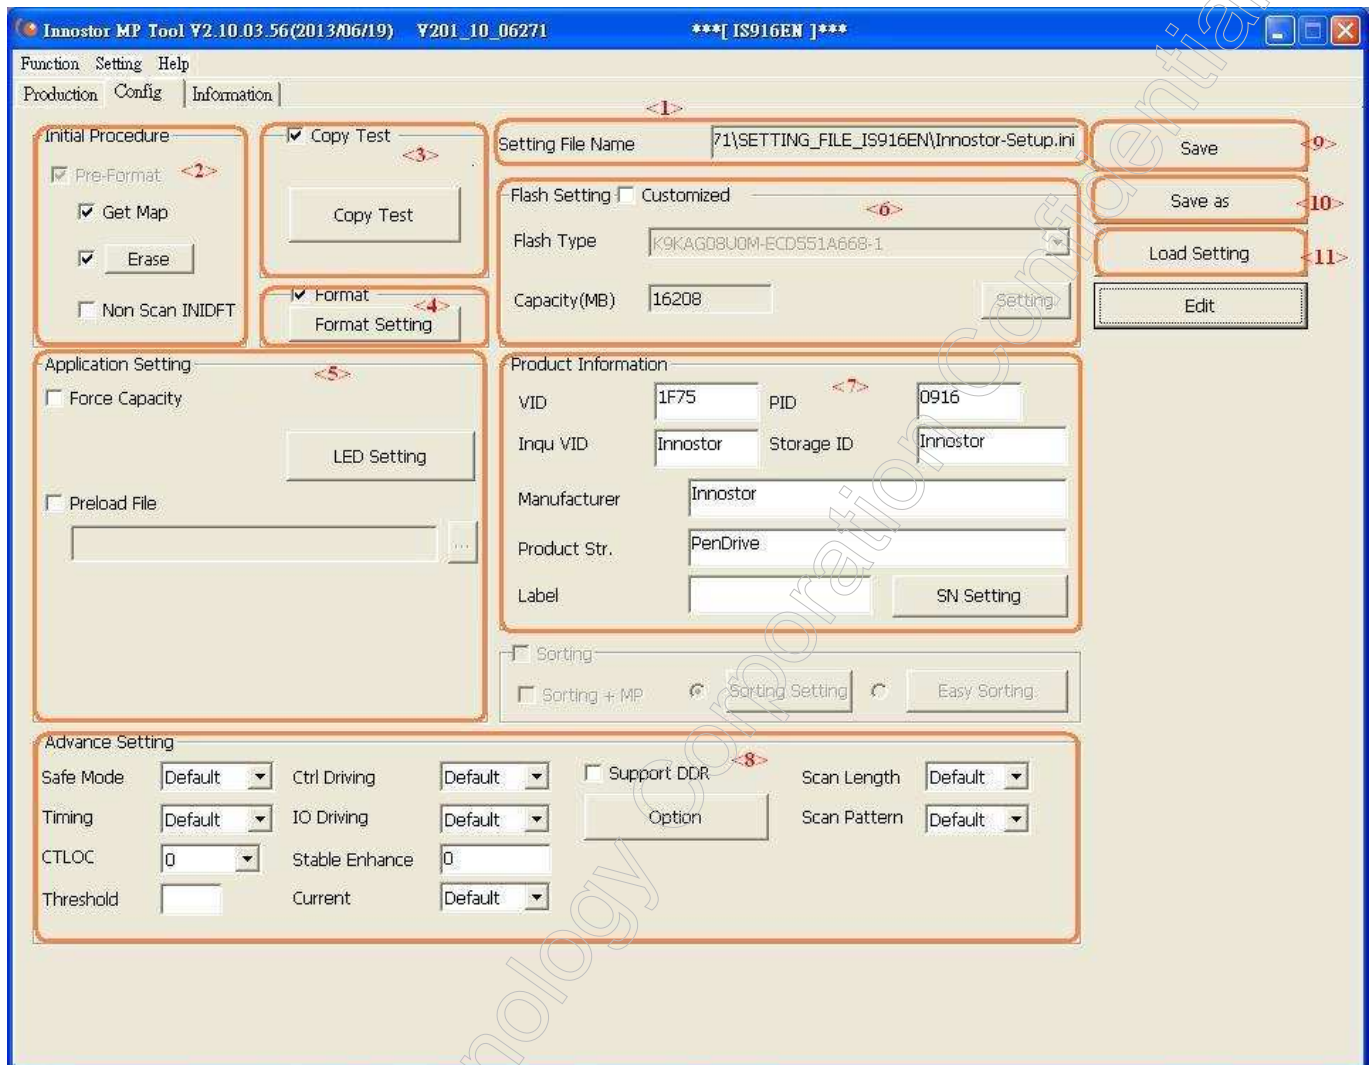 Innostor MP Tool V2.10.03.56(2013/06/19) V201_10_06271 ***[ IS916EN ]***
Function Setting Help
Production Config Information
<1>
Setting File Name 71\SETTING_FILE_IS916EN\Innostor-Setup.ini
Initial Procedure
Pre-Format <2>
Get Map
Erase
Non Scan INIDFT
Copy Test
<3>
Copy Test
Format <4>
Format Setting
Flash Setting Customized
<6>
Flash Type K9KAG08U0M-ECD551A668-1
Capacity(MB) 16208 Setting
Save <9>
Save as <10>
Load Setting <11>
Edit
Application Setting
<5>
Force Capacity
LED Setting
Preload File
...
Product Information
<7>
VID 1F75 PID 0916
Inqu VID Innostor Storage ID Innostor
Manufacturer Innostor
Product Str. PenDrive
Label SN Setting
Sorting
Sorting + MP Sorting Setting Easy Sorting
Advance Setting
<8>
Safe Mode Default Ctrl Driving Default Support DDR Scan Length Default
Timing Default IO Driving Default Option Scan Pattern Default
CTLOC 0 Stable Enhance 0
Threshold Current Default
nology Corporation Confidential